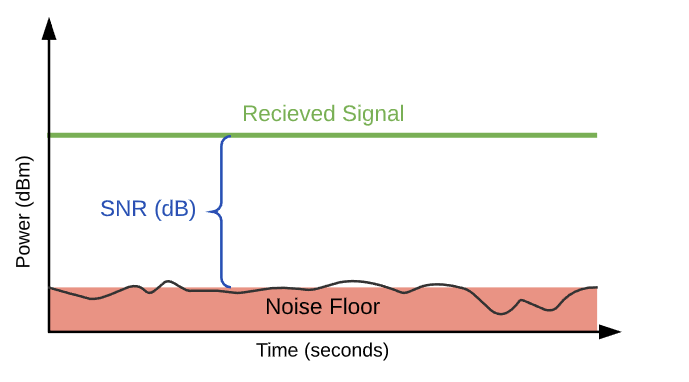 Recieved Signal
SNR (dB)
Power (dBm)
Noise Floor
Time (seconds)